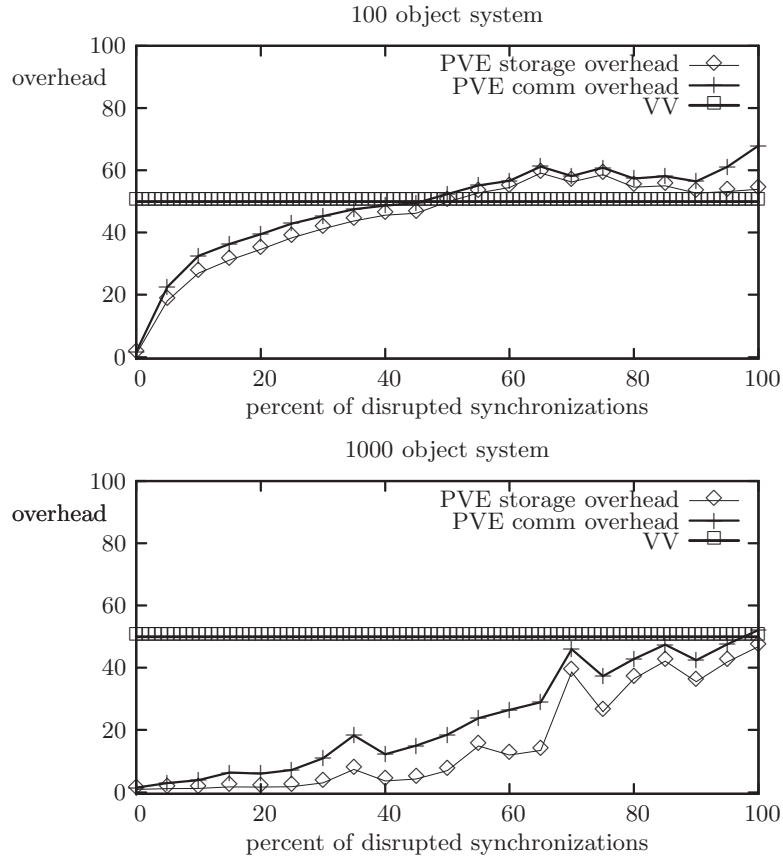 100 object system
100
overhead
80
60
40
20
0
PVE storage overhead
PVE comm overhead
VV
0 20 40 60 80 100
percent of disrupted synchronizations
1000 object system
100
overhead
80
60
40
20
0
PVE storage overhead
PVE comm overhead
VV
0 20 40 60 80 100
percent of disrupted synchronizations